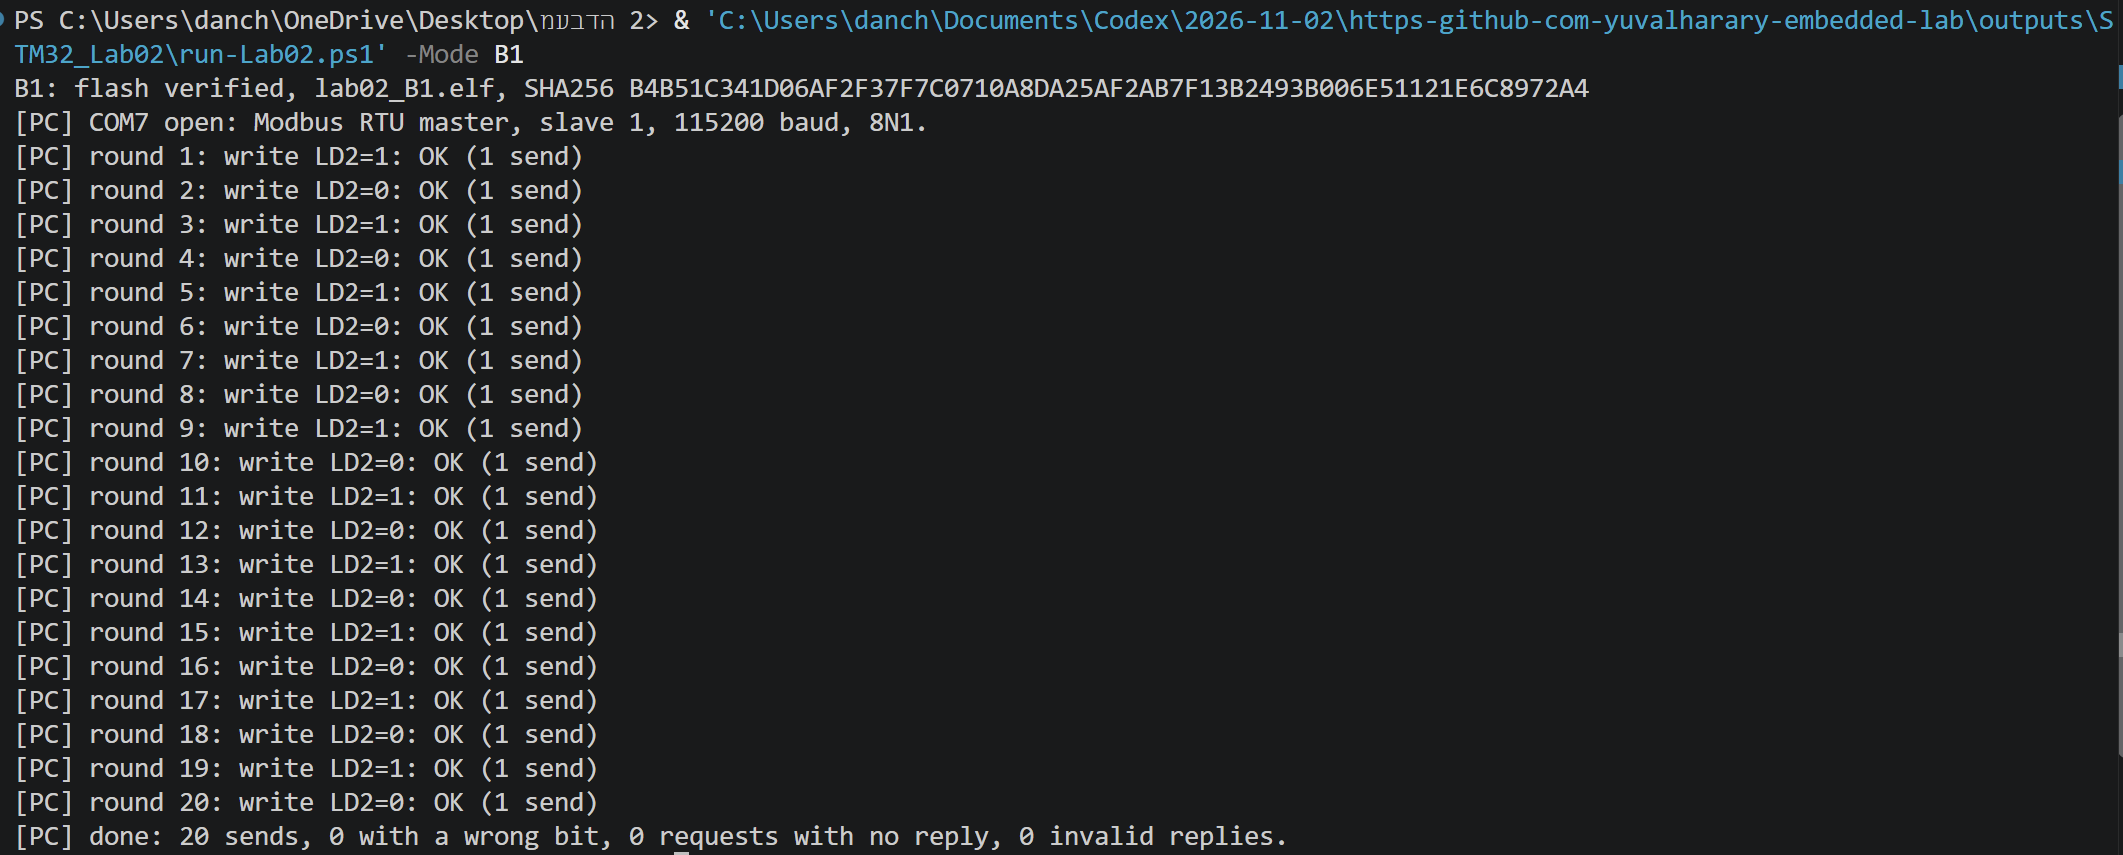 PS C:\Users\danch\OneDrive\Desktop\מעבדה 2> & 'C:\Users\danch\Documents\Codex\2026-11-02\https-github-com-yuvalharary-embedded-lab\outputs\S
TM32_Lab02\run-Lab02.ps1' -Mode B1
B1: flash verified, lab02_B1.elf, SHA256 B4B51C341D06AF2F37F7C0710A8DA25AF2AB7F13B2493B006E51121E6C8972A4
[PC] COM7 open: Modbus RTU master, slave 1, 115200 baud, 8N1.
[PC] round 1: write LD2=1: OK (1 send)
[PC] round 2: write LD2=0: OK (1 send)
[PC] round 3: write LD2=1: OK (1 send)
[PC] round 4: write LD2=0: OK (1 send)
[PC] round 5: write LD2=1: OK (1 send)
[PC] round 6: write LD2=0: OK (1 send)
[PC] round 7: write LD2=1: OK (1 send)
[PC] round 8: write LD2=0: OK (1 send)
[PC] round 9: write LD2=1: OK (1 send)
[PC] round 10: write LD2=0: OK (1 send)
[PC] round 11: write LD2=1: OK (1 send)
[PC] round 12: write LD2=0: OK (1 send)
[PC] round 13: write LD2=1: OK (1 send)
[PC] round 14: write LD2=0: OK (1 send)
[PC] round 15: write LD2=1: OK (1 send)
[PC] round 16: write LD2=0: OK (1 send)
[PC] round 17: write LD2=1: OK (1 send)
[PC] round 18: write LD2=0: OK (1 send)
[PC] round 19: write LD2=1: OK (1 send)
[PC] round 20: write LD2=0: OK (1 send)
[PC] done: 20 sends, 0 with a wrong bit, 0 requests with no reply, 0 invalid replies.